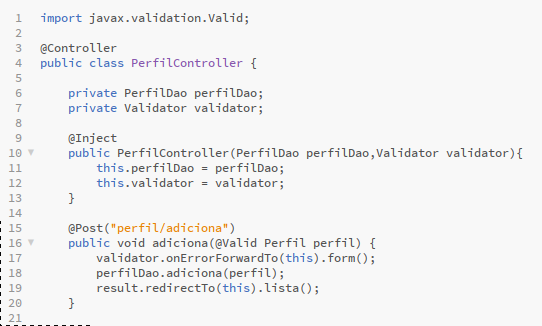 1 import javax.validation.Valid;
2
3 @Controller
4 public class PerfilController {
5
6 private PerfilDao perfilDao;
7 private Validator validator;
8
9 @Inject
10 public PerfilController(PerfilDao perfilDao,Validator validator){
11 this.perfilDao = perfilDao;
12 this.validator = validator;
13 }
14
15 @Post("perfil/adiciona")
16 public void adiciona(@Valid Perfil perfil) {
17 validator.onErrorForwardTo(this).form();
18 perfilDao.adiciona(perfil);
19 result.redirectTo(this).lista();
20 }
21